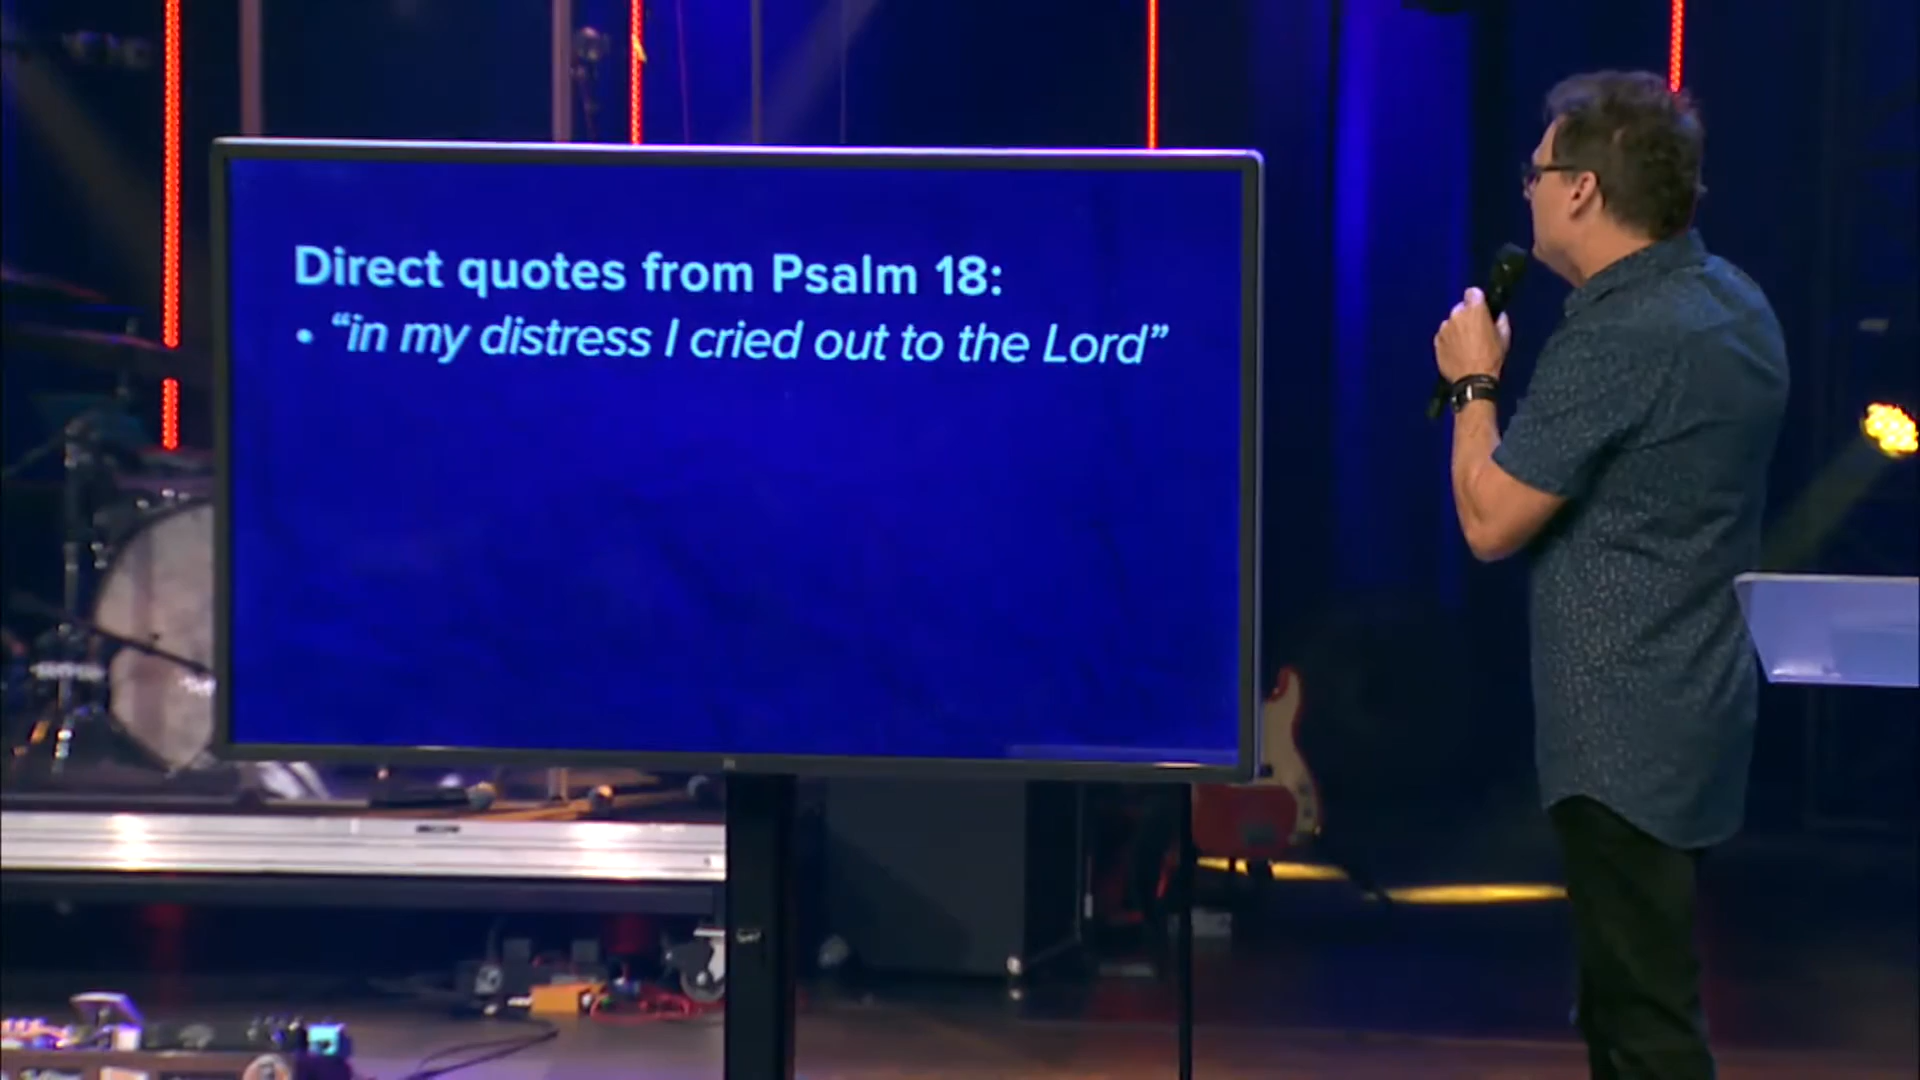 Direct quotes from Psalm 18:
• “in my distress I cried out to the Lord”